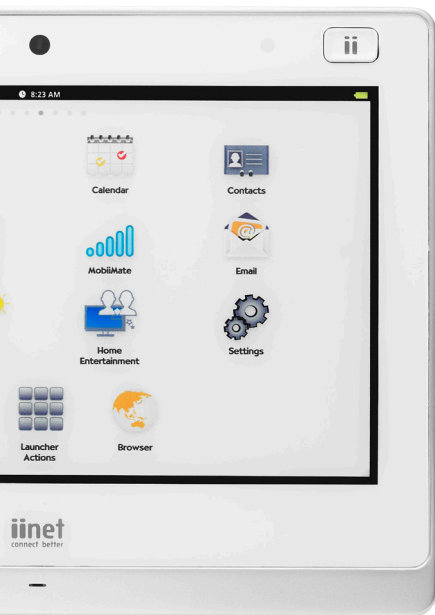 ii
8:23 AM
Calendar
Contacts
MobiiMate
Email
Home
Entertainment
Settings
Launcher
Actions
Browser
iinet
connect better